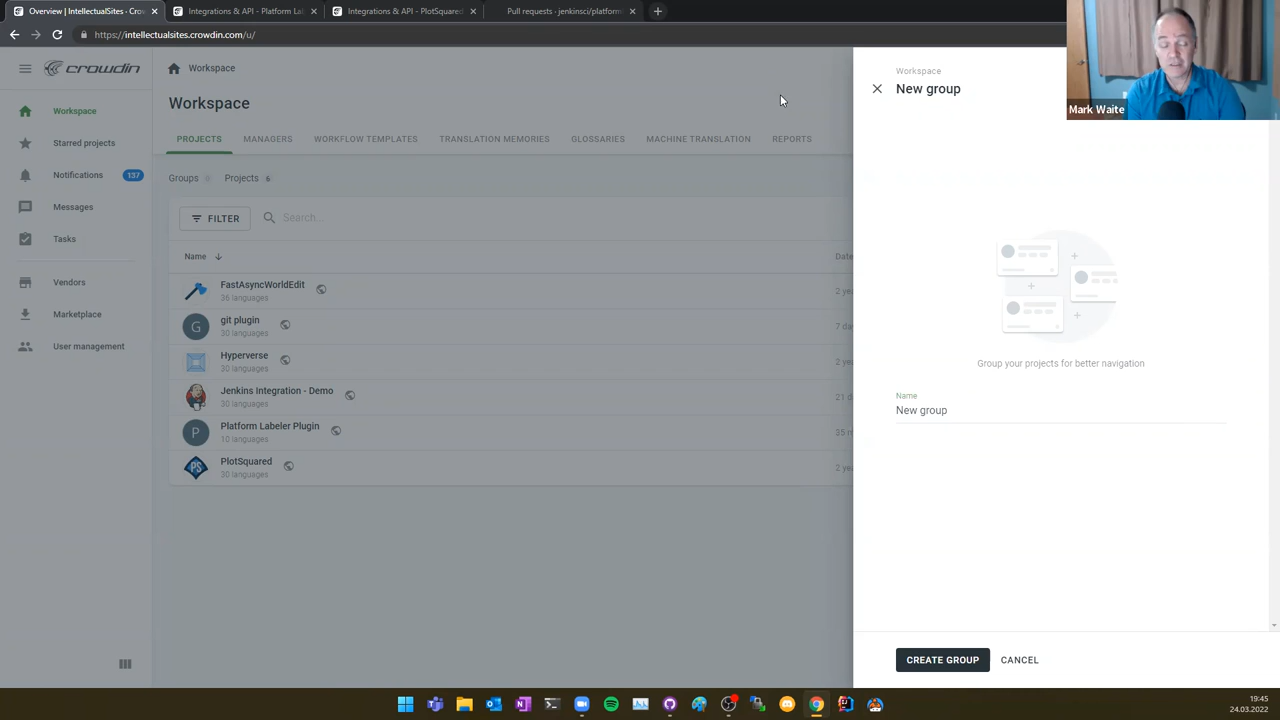 Overview | IntellectualSites - Crowd
Integrations & API - Platform Lab
Integrations & API - PlotSquared
Pull requests - jenkinsci/platform
https://intellectualsites.crowdin.com/u/
crowdin
Workspace
Starred projects
Notifications
137
Messages
Tasks
Vendors
Marketplace
User management
Workspace
Workspace
PROJECTS
MANAGERS
WORKFLOW TEMPLATES
TRANSLATION MEMORIES
GLOSSARIES
MACHINE TRANSLATION
REPORTS
Groups 0
Projects 6
FILTER
Search...
Name
Date
FastAsyncWorldEdit
36 languages
2 ye
G
git plugin
30 languages
7 da
Hyperverse
30 languages
2 ye
Jenkins Integration - Demo
30 languages
21 d
P
Platform Labeler Plugin
10 languages
35 m
PS
PlotSquared
30 languages
2 ye
Workspace
New group
Mark Waite
Group your projects for better navigation
Name
New group
CREATE GROUP
CANCEL
19:45
24.03.2022